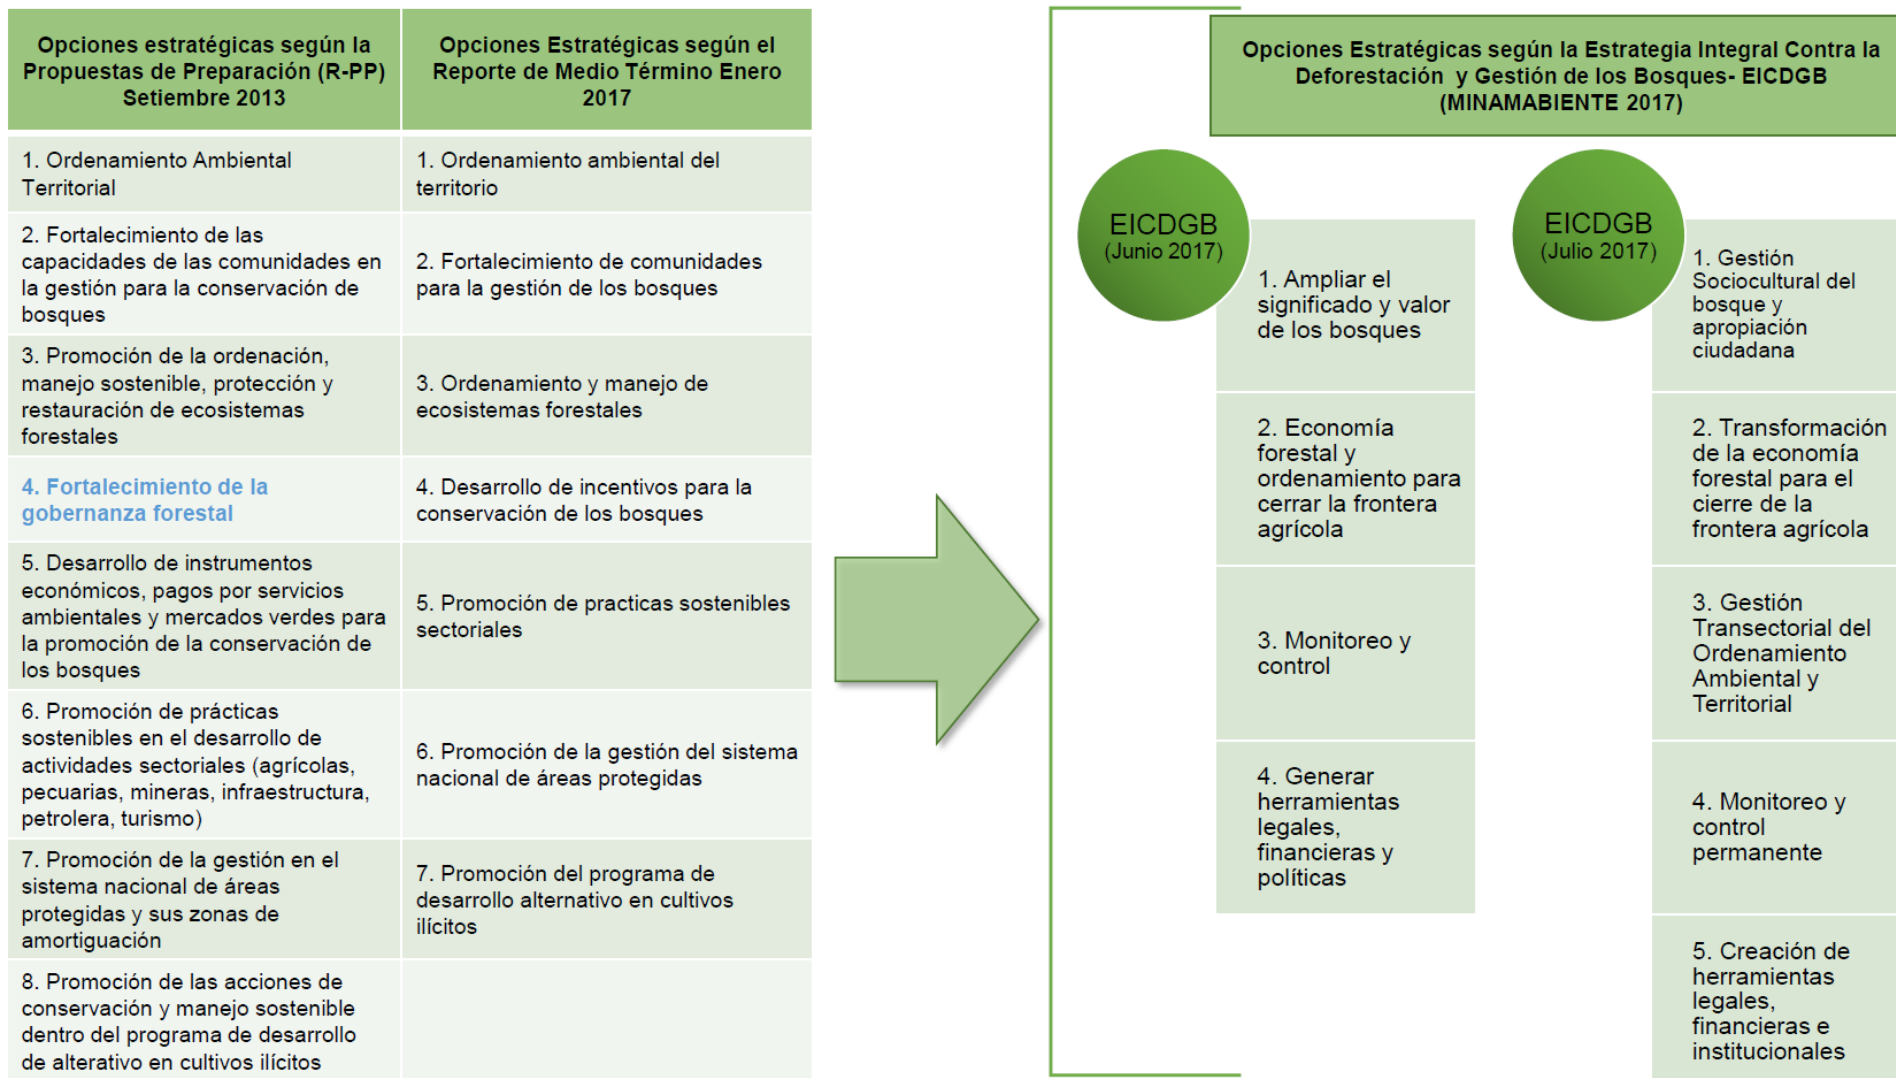 Opciones estratégicas según la
Propuestas de Preparación (R-PP)
Setiembre 2013
Opciones Estratégicas según el
Reporte de Medio Término Enero
2017
1. Ordenamiento Ambiental
Territorial
1. Ordenamiento ambiental del
territorio
2. Fortalecimiento de las
capacidades de las comunidades en
la gestión para la conservación de
bosques
2. Fortalecimiento de comunidades
para la gestión de los bosques
3. Promoción de la ordenación,
manejo sostenible, protección y
restauración de ecosistemas
forestales
3. Ordenamiento y manejo de
ecosistemas forestales
4. Fortalecimiento de la
gobernanza forestal
4. Desarrollo de incentivos para la
conservación de los bosques
5. Desarrollo de instrumentos
económicos, pagos por servicios
ambientales y mercados verdes para
la promoción de la conservación de
los bosques
5. Promoción de practicas sostenibles
sectoriales
6. Promoción de prácticas
sostenibles en el desarrollo de
actividades sectoriales (agrícolas,
pecuarias, mineras, infraestructura,
petrolera, turismo)
6. Promoción de la gestión del sistema
nacional de áreas protegidas
7. Promoción de la gestión en el
sistema nacional de áreas
protegidas y sus zonas de
amortiguación
7. Promoción del programa de
desarrollo alternativo en cultivos
ilícitos
8. Promoción de las acciones de
conservación y manejo sostenible
dentro del programa de desarrollo
de alterativo en cultivos ilícitos
Opciones Estratégicas según la Estrategia Integral Contra la
Deforestación y Gestión de los Bosques- EICDGB
(MINAMABIENTE 2017)
EICDGB
(Junio 2017)
1. Ampliar el
significado y valor
de los bosques
2. Economía
forestal y
ordenamiento para
cerrar la frontera
agrícola
3. Monitoreo y
control
4. Generar
herramientas
legales,
financieras y
políticas
EICDGB
(Julio 2017)
1. Gestión
Sociocultural del
bosque y
apropiación
ciudadana
2. Transformación
de la economía
forestal para el
cierre de la
frontera agrícola
3. Gestión
Transectorial del
Ordenamiento
Ambiental y
Territorial
4. Monitoreo y
control
permanente
5. Creación de
herramientas
legales,
financieras e
institucionales